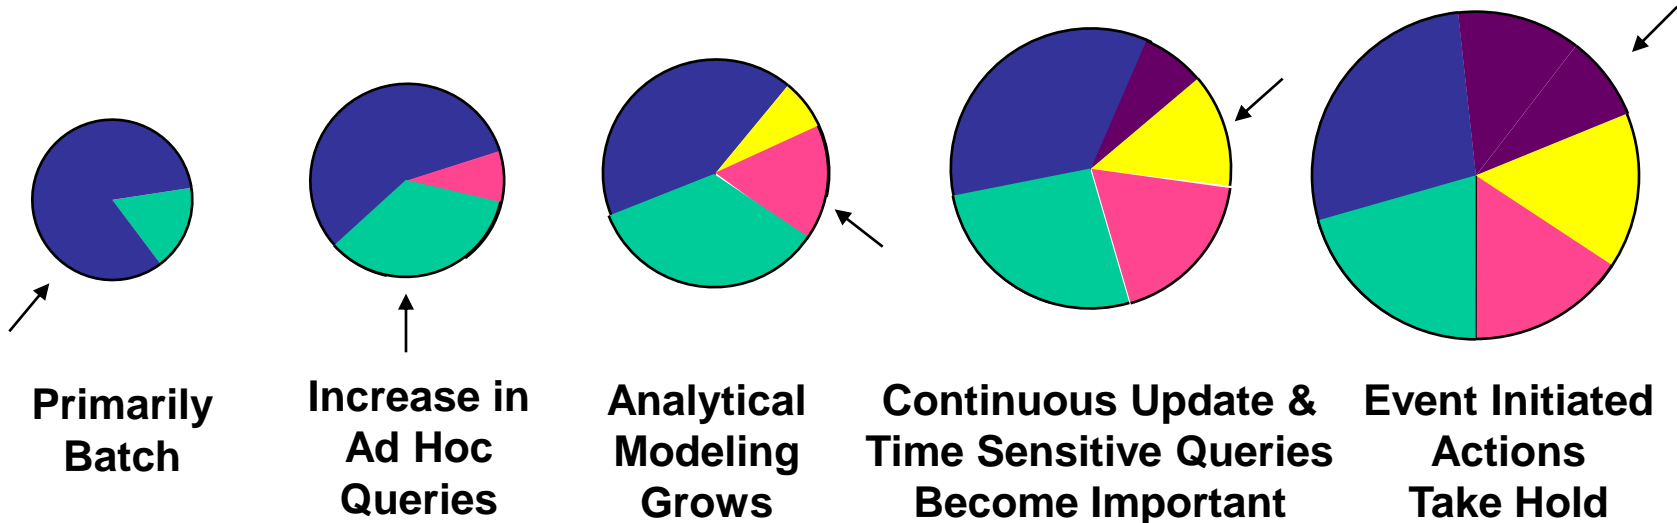 Primarily
Batch
Increase in
Ad Hoc
Queries
Analytical
Modeling
Grows
Continuous Update &
Time Sensitive Queries
Become Important
Event Initiated
Actions
Take Hold